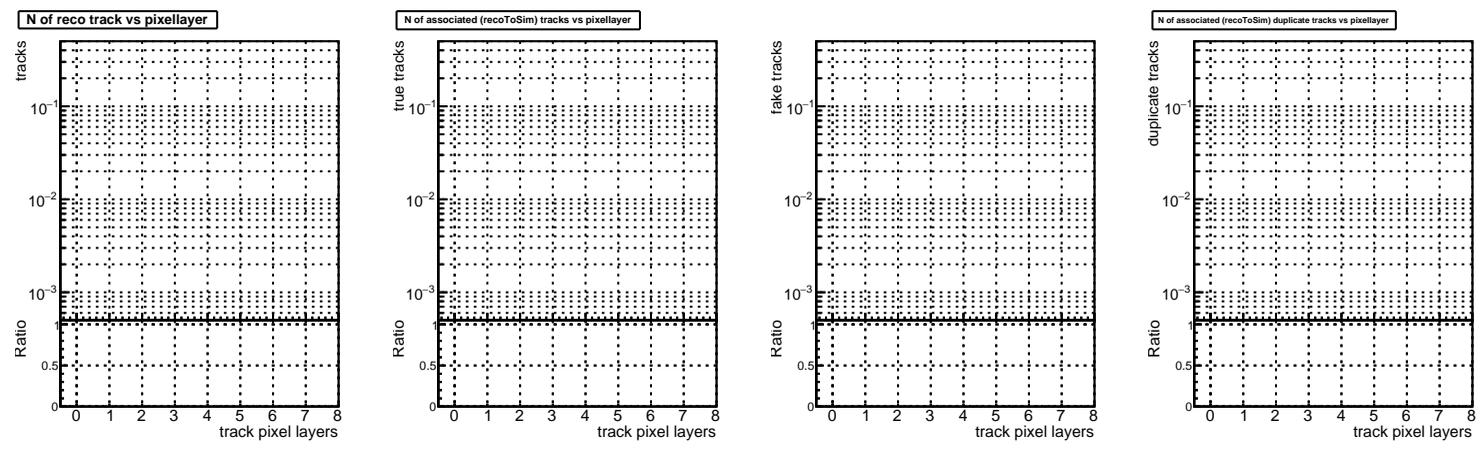 N of reco track vs pixellayer
tracks
10⁻¹
10⁻²
10⁻³
Ratio
1
0.5
0
0 1 2 3 4 5 6 7 8
track pixel layers
N of associated (recoToSim) tracks vs pixellayer
true tracks
10⁻¹
10⁻²
10⁻³
Ratio
1
0.5
0
0 1 2 3 4 5 6 7 8
track pixel layers
fake tracks
10⁻¹
10⁻²
10⁻³
Ratio
1
0.5
0
0 1 2 3 4 5 6 7 8
track pixel layers
N of associated (recoToSim) duplicate tracks vs pixellayer
duplicate tracks
10⁻¹
10⁻²
10⁻³
Ratio
1
0.5
0
0 1 2 3 4 5 6 7 8
track pixel layers